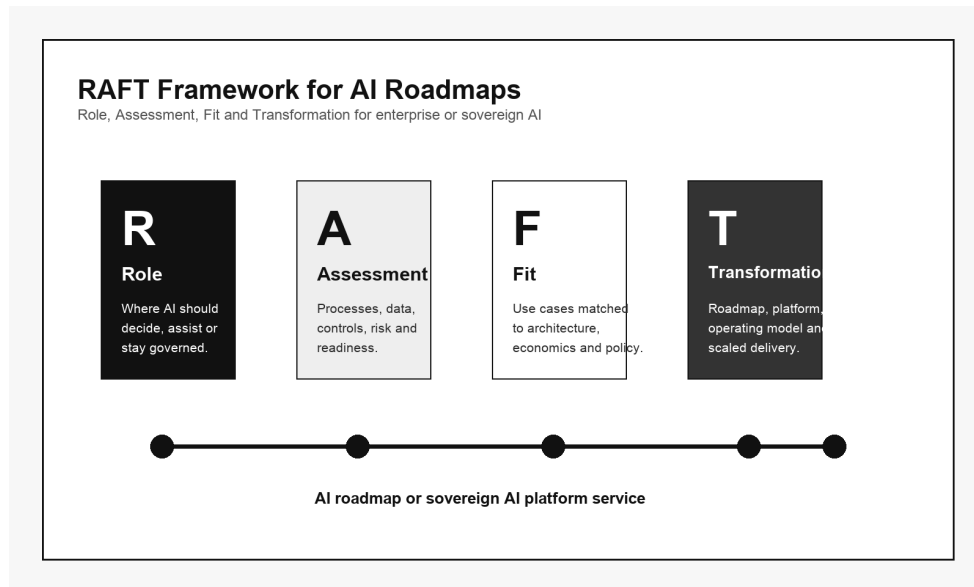 RAFT Framework for AI Roadmaps
Role, Assessment, Fit and Transformation for enterprise or sovereign AI
R
Role
Where AI should
decide, assist or
stay governed.
A
Assessment
Processes, data,
controls, risk and
readiness.
F
Fit
Use cases matched
to architecture,
economics and policy.
T
Transformatio
Roadmap, platform,
operating model an
scaled delivery.
AI roadmap or sovereign AI platform service